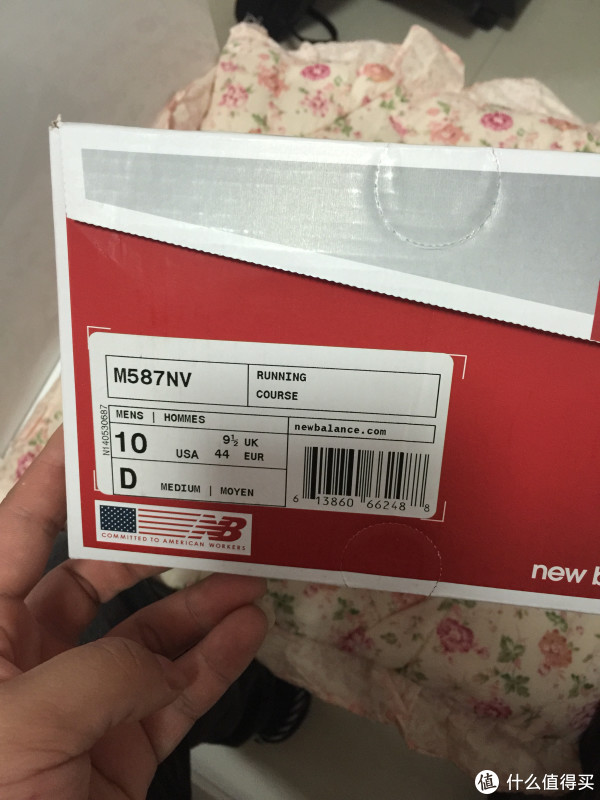 M587NV
RUNNING
COURSE
MENS | HOMMES
newbalance.com
10
USA
9½ UK
44 EUR
D
MEDIUM | MOYEN
6 13860 66248 8
N140530687
NB
COMMITTED TO AMERICAN WORKERS
new b
值 什么值得买